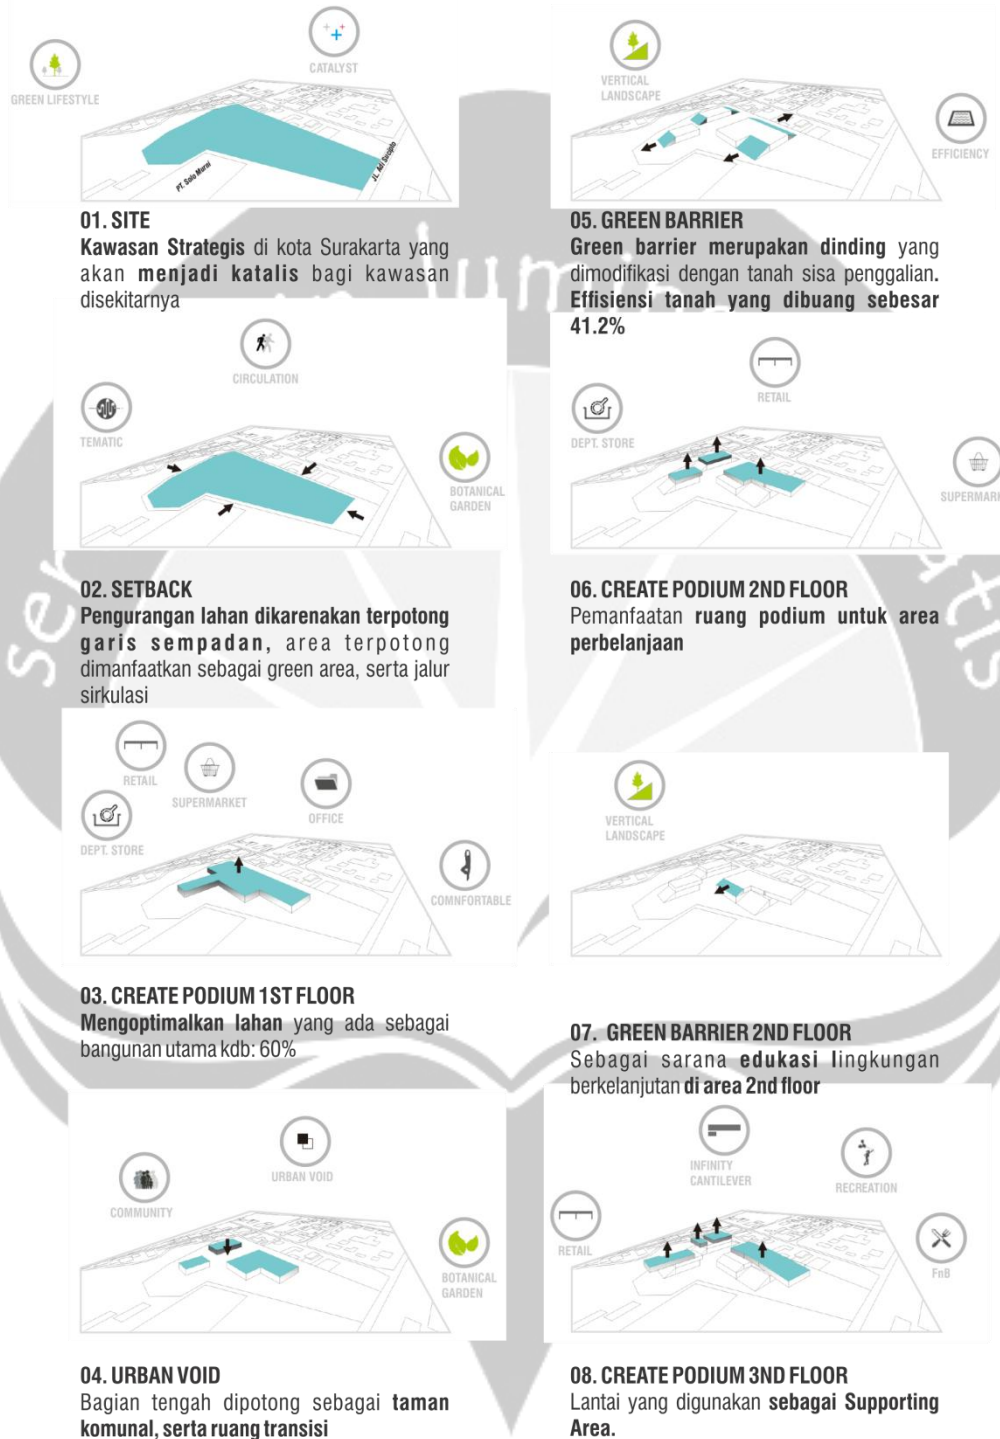 GREEN LIFESTYLE
CATALYST
PT. Solo Murni
JL. Adi Sucipto
01. SITE
Kawasan Strategis di kota Surakarta yang
akan menjadi katalis bagi kawasan
disekitarnya
CIRCULATION
TEMATIC
BOTANICAL
GARDEN
02. SETBACK
Pengurangan lahan dikarenakan terpotong
garis sempadan, area terpotong
dimanfaatkan sebagai green area, serta jalur
sirkulasi
RETAIL
SUPERMARKET
OFFICE
DEPT. STORE
COMNFORTABLE
03. CREATE PODIUM 1ST FLOOR
Mengoptimalkan lahan yang ada sebagai
bangunan utama kdb: 60%
URBAN VOID
COMMUNITY
BOTANICAL
GARDEN
04. URBAN VOID
Bagian tengah dipotong sebagai taman
komunal, serta ruang transisi
VERTICAL
LANDSCAPE
EFFICIENCY
05. GREEN BARRIER
Green barrier merupakan dinding yang
dimodifikasi dengan tanah sisa penggalian.
Effisiensi tanah yang dibuang sebesar
41.2%
RETAIL
DEPT. STORE
SUPERMARK
06. CREATE PODIUM 2ND FLOOR
Pemanfaatan ruang podium untuk area
perbelanjaan
VERTICAL
LANDSCAPE
07. GREEN BARRIER 2ND FLOOR
Sebagai sarana edukasi lingkungan
berkelanjutan di area 2nd floor
INFINITY
CANTILEVER
RECREATION
RETAIL
FnB
08. CREATE PODIUM 3ND FLOOR
Lantai yang digunakan sebagai Supporting
Area.